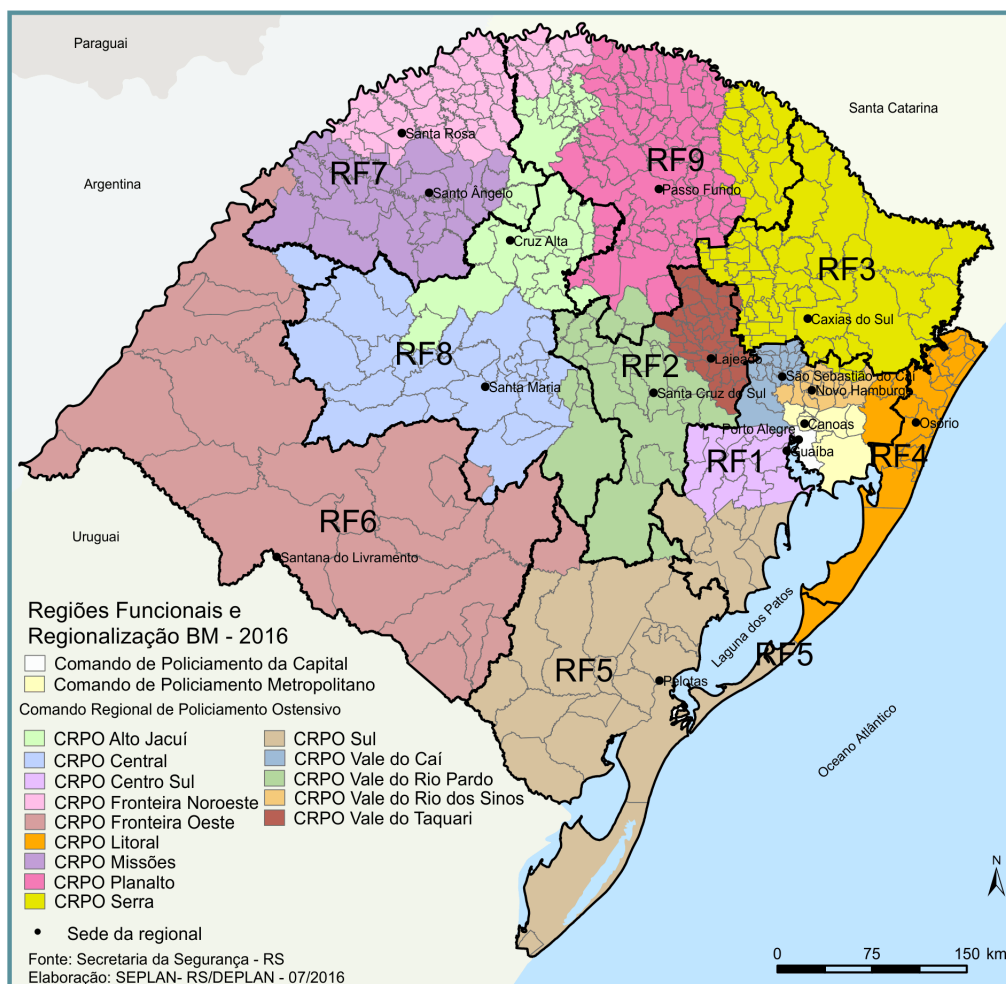 Paraguai
Santa Catarina
Santa Rosa
RF7
RF9
Argentina
Santo Ângelo
Passo Fundo
Cruz Alta
RF3
Caxias do Sul
RF8
RF2
Lajeado
São Sebastião do Caí
Santa Maria
Santa Cruz do Sul
Novo Hamburgo
Porto Alegre
Canoas
Osório
Guaíba
RF1
RF4
RF6
Uruguai
Santana do Livramento
Laguna dos Patos
RF5
RF5
Pelotas
Oceano Atlântico
Regiões Funcionais e
Regionalização BM - 2016
Comando de Policiamento da Capital
Comando de Policiamento Metropolitano
Comando Regional de Policiamento Ostensivo
CRPO Alto Jacuí
CRPO Central
CRPO Centro Sul
CRPO Fronteira Noroeste
CRPO Fronteira Oeste
CRPO Litoral
CRPO Missões
CRPO Planalto
CRPO Serra
CRPO Sul
CRPO Vale do Caí
CRPO Vale do Rio Pardo
CRPO Vale do Rio dos Sinos
CRPO Vale do Taquari
Sede da regional
Fonte: Secretaria da Segurança - RS
Elaboração: SEPLAN- RS/DEPLAN - 07/2016
N
0 75 150 km